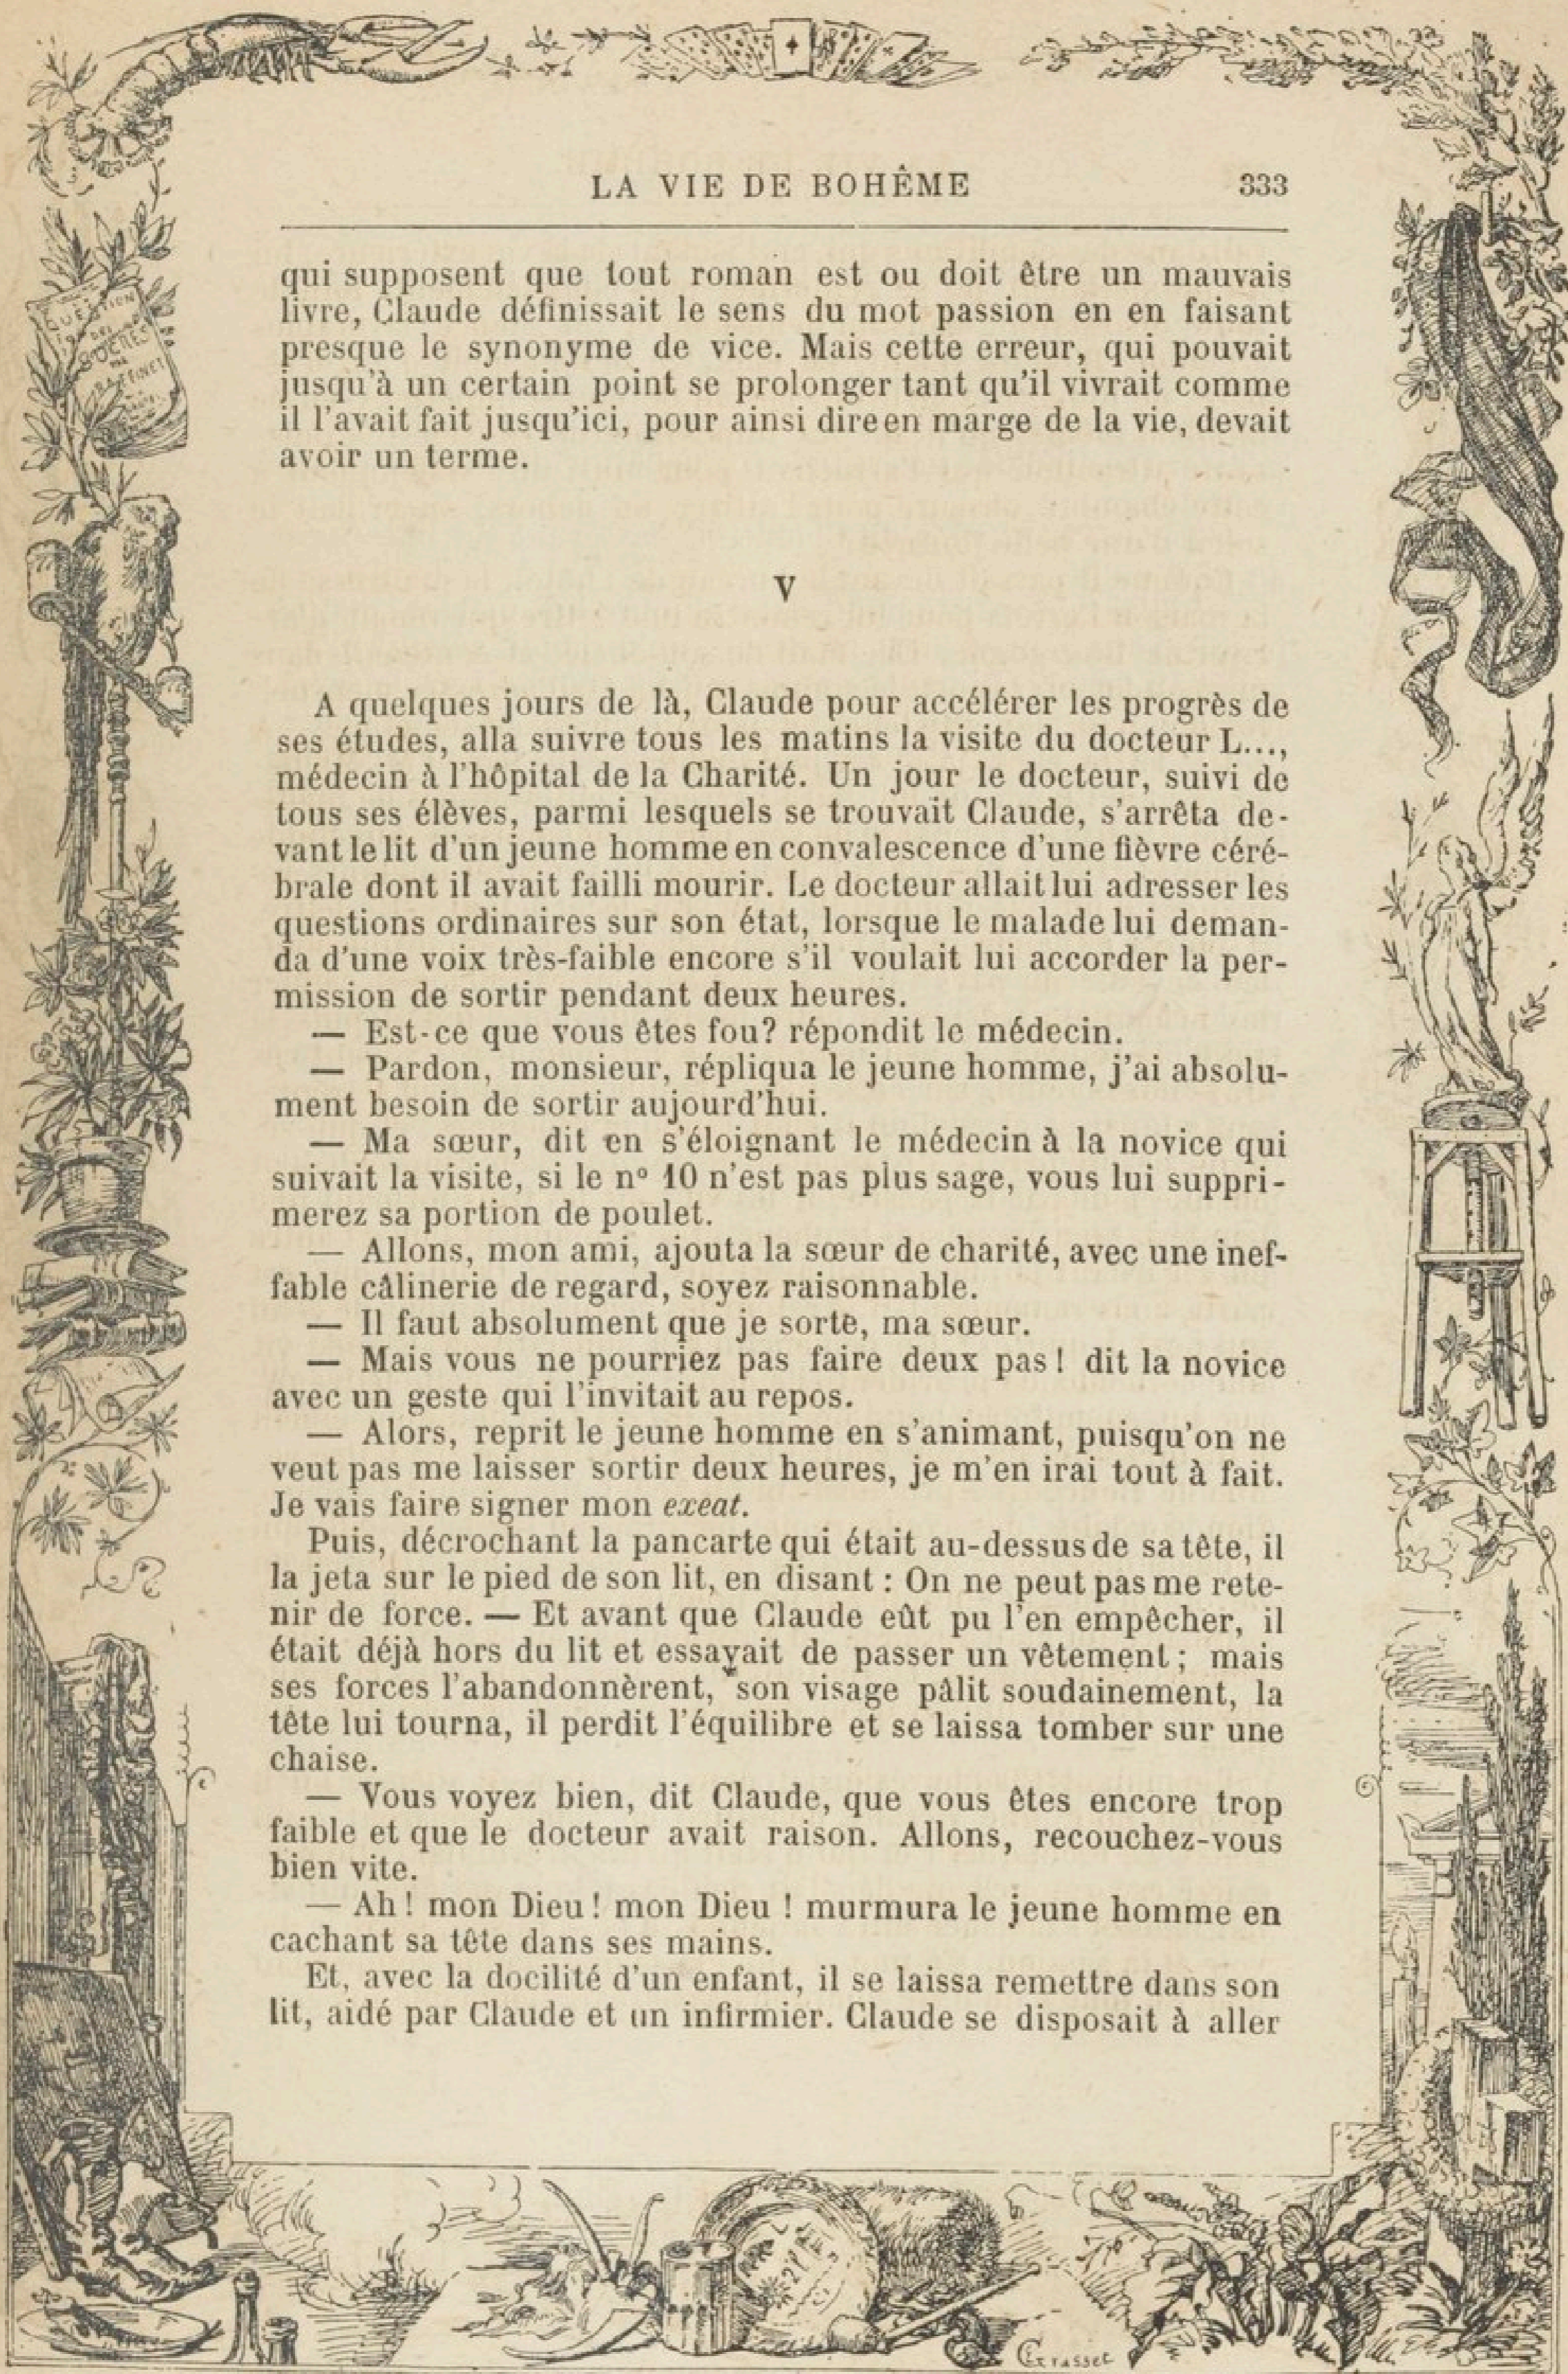 LA VIE DE BOHÊME 333
qui supposent que tout roman est ou doit être un mauvais
livre, Claude définissait le sens du mot passion en en faisant
presque le synonyme de vice. Mais cette erreur, qui pouvait
jusqu'à un certain point se prolonger tant qu'il vivrait comme
il l'avait fait jusqu'ici, pour ainsi dire en marge de la vie, devait
avoir un terme.
V
A quelques jours de là, Claude pour accélérer les progrès de
ses études, alla suivre tous les matins la visite du docteur L...,
médecin à l'hôpital de la Charité. Un jour le docteur, suivi de
tous ses élèves, parmi lesquels se trouvait Claude, s'arrêta de-
vant le lit d'un jeune homme en convalescence d'une fièvre céré-
brale dont il avait failli mourir. Le docteur allait lui adresser les
questions ordinaires sur son état, lorsque le malade lui deman-
da d'une voix très-faible encore s'il voulait lui accorder la per-
mission de sortir pendant deux heures.
— Est-ce que vous êtes fou? répondit le médecin.
— Pardon, monsieur, répliqua le jeune homme, j'ai absolu-
ment besoin de sortir aujourd'hui.
— Ma sœur, dit en s'éloignant le médecin à la novice qui
suivait la visite, si le n° 10 n'est pas plus sage, vous lui suppri-
merez sa portion de poulet.
— Allons, mon ami, ajouta la sœur de charité, avec une inef-
fable câlinerie de regard, soyez raisonnable.
— Il faut absolument que je sorte, ma sœur.
— Mais vous ne pourriez pas faire deux pas! dit la novice
avec un geste qui l'invitait au repos.
— Alors, reprit le jeune homme en s'animant, puisqu'on ne
veut pas me laisser sortir deux heures, je m'en irai tout à fait.
Je vais faire signer mon exeat.
Puis, décrochant la pancarte qui était au-dessus de sa tête, il
la jeta sur le pied de son lit, en disant : On ne peut pas me rete-
nir de force. — Et avant que Claude eût pu l'en empêcher, il
était déjà hors du lit et essayait de passer un vêtement ; mais
ses forces l'abandonnèrent, son visage pâlit soudainement, la
tête lui tourna, il perdit l'équilibre et se laissa tomber sur une
chaise.
— Vous voyez bien, dit Claude, que vous êtes encore trop
faible et que le docteur avait raison. Allons, recouchez-vous
bien vite.
— Ah! mon Dieu! mon Dieu ! murmura le jeune homme en
cachant sa tête dans ses mains.
Et, avec la docilité d'un enfant, il se laissa remettre dans son
lit, aidé par Claude et un infirmier. Claude se disposait à aller
QUESTION
DES
POÊLES
Grasset